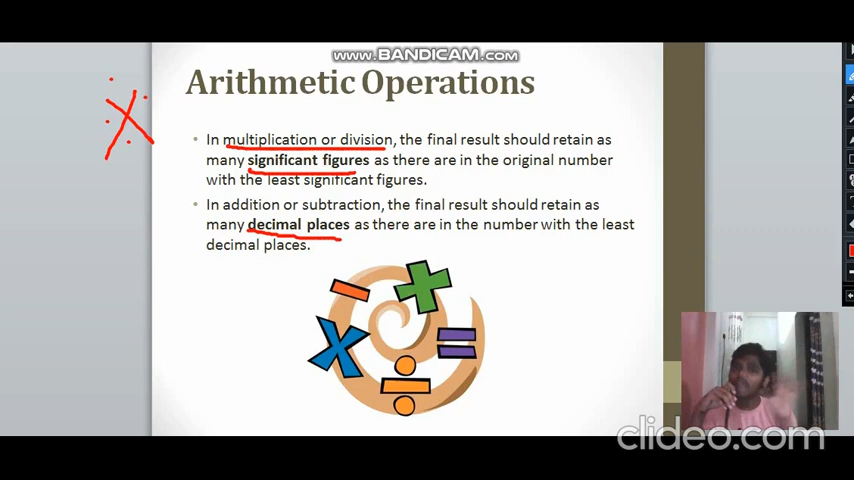 www.BANDICAM.com
Arithmetic Operations
• In multiplication or division, the final result should retain as
many significant figures as there are in the original number
with the least significant figures.
• In addition or subtraction, the final result should retain as
many decimal places as there are in the number with the least
decimal places.
clideo.com